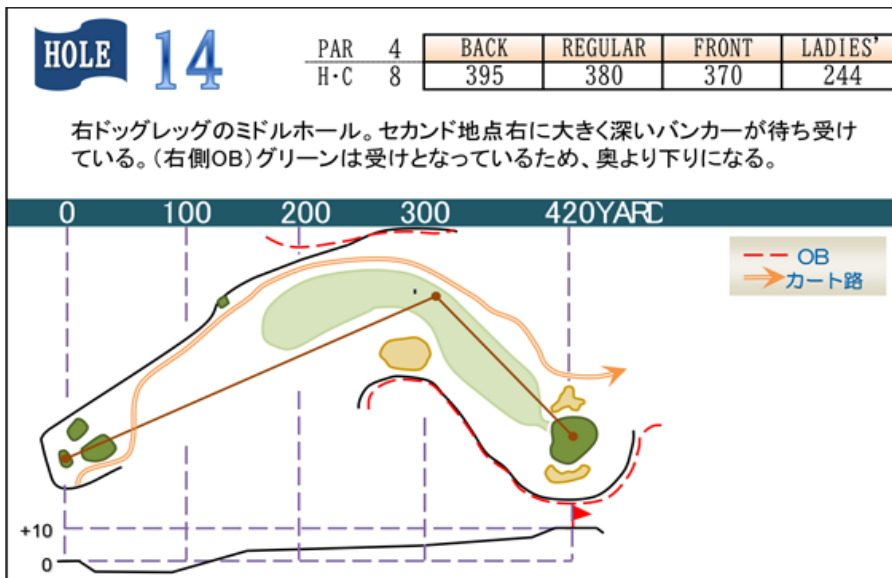 HOLE 14
PAR 4 BACK REGULAR FRONT LADIES'
H·C 8 395 380 370 244
右ドッグレッグのミドルホール。セカンド地点右に大きく深いバンカーが待ち受け
ている。(右側OB)グリーンは受けとなっているため、奥より下りになる。
0 100 200 300 420YARD
OB
カート路
+10
0